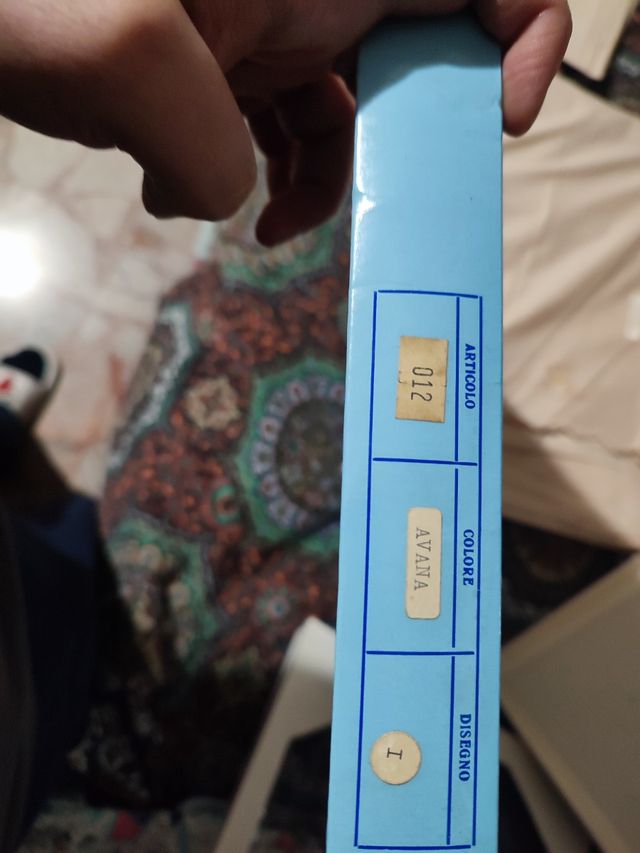 ARTICOLO
012
COLORE
AVANA
DISEGNO
I